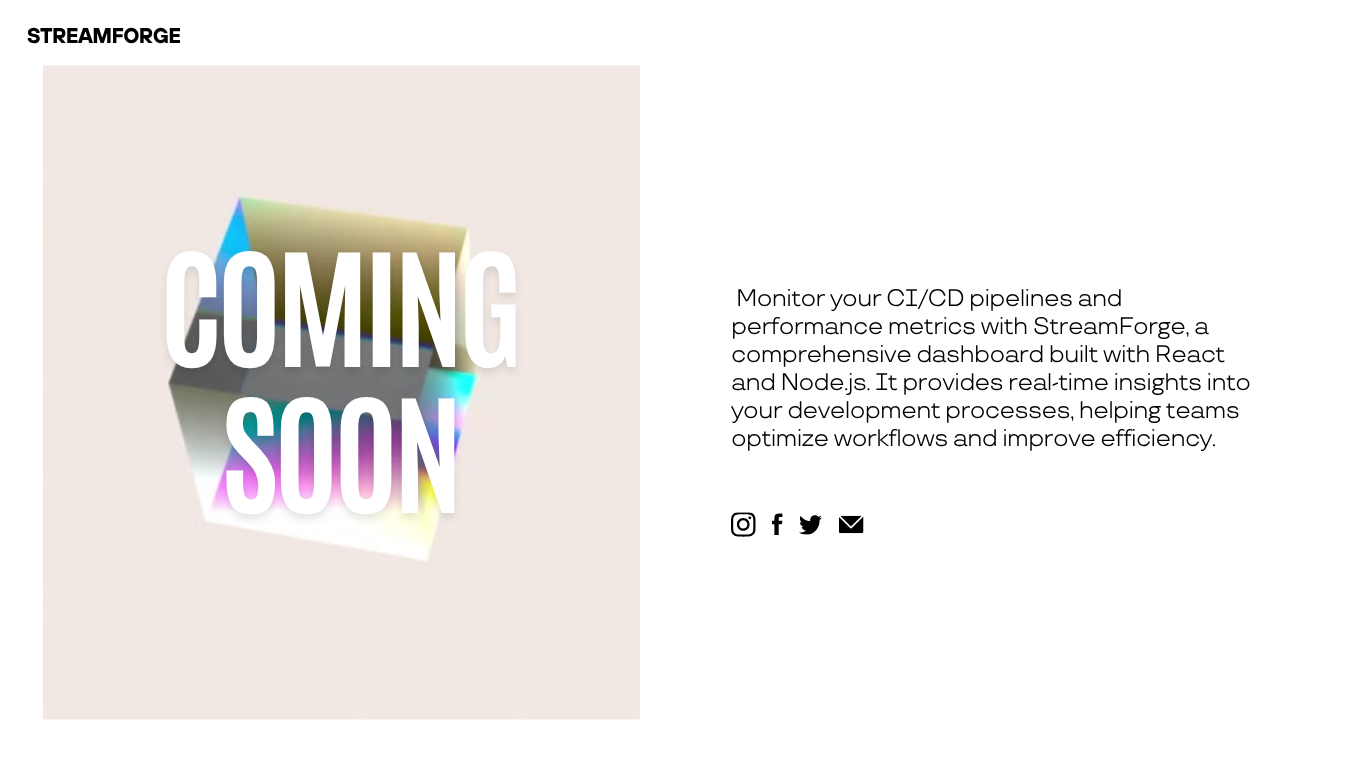 STREAMFORGE
COMING
SOON
Monitor your CI/CD pipelines and
performance metrics with StreamForge, a
comprehensive dashboard built with React
and Node.js. It provides real-time insights into
your development processes, helping teams
optimize workflows and improve efficiency.